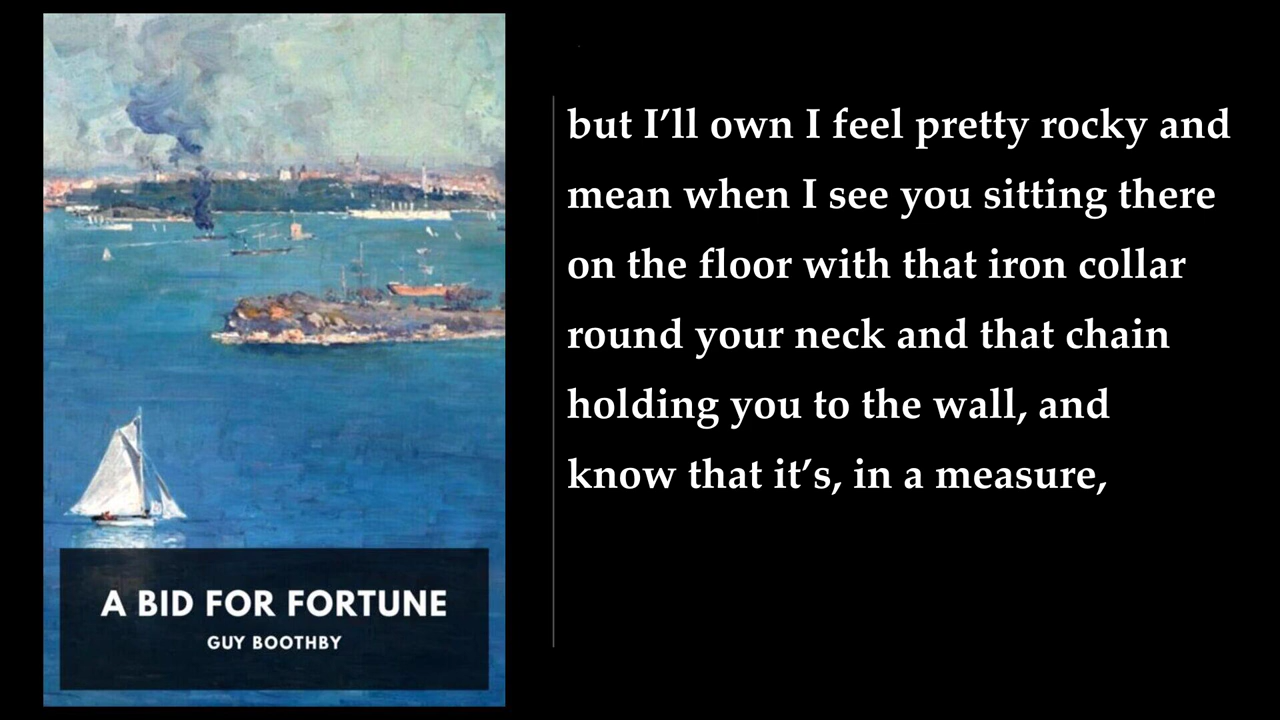 but I’ll own I feel pretty rocky and
mean when I see you sitting there
on the floor with that iron collar
round your neck and that chain
holding you to the wall, and
know that it’s, in a measure,
A BID FOR FORTUNE
GUY BOOTHBY